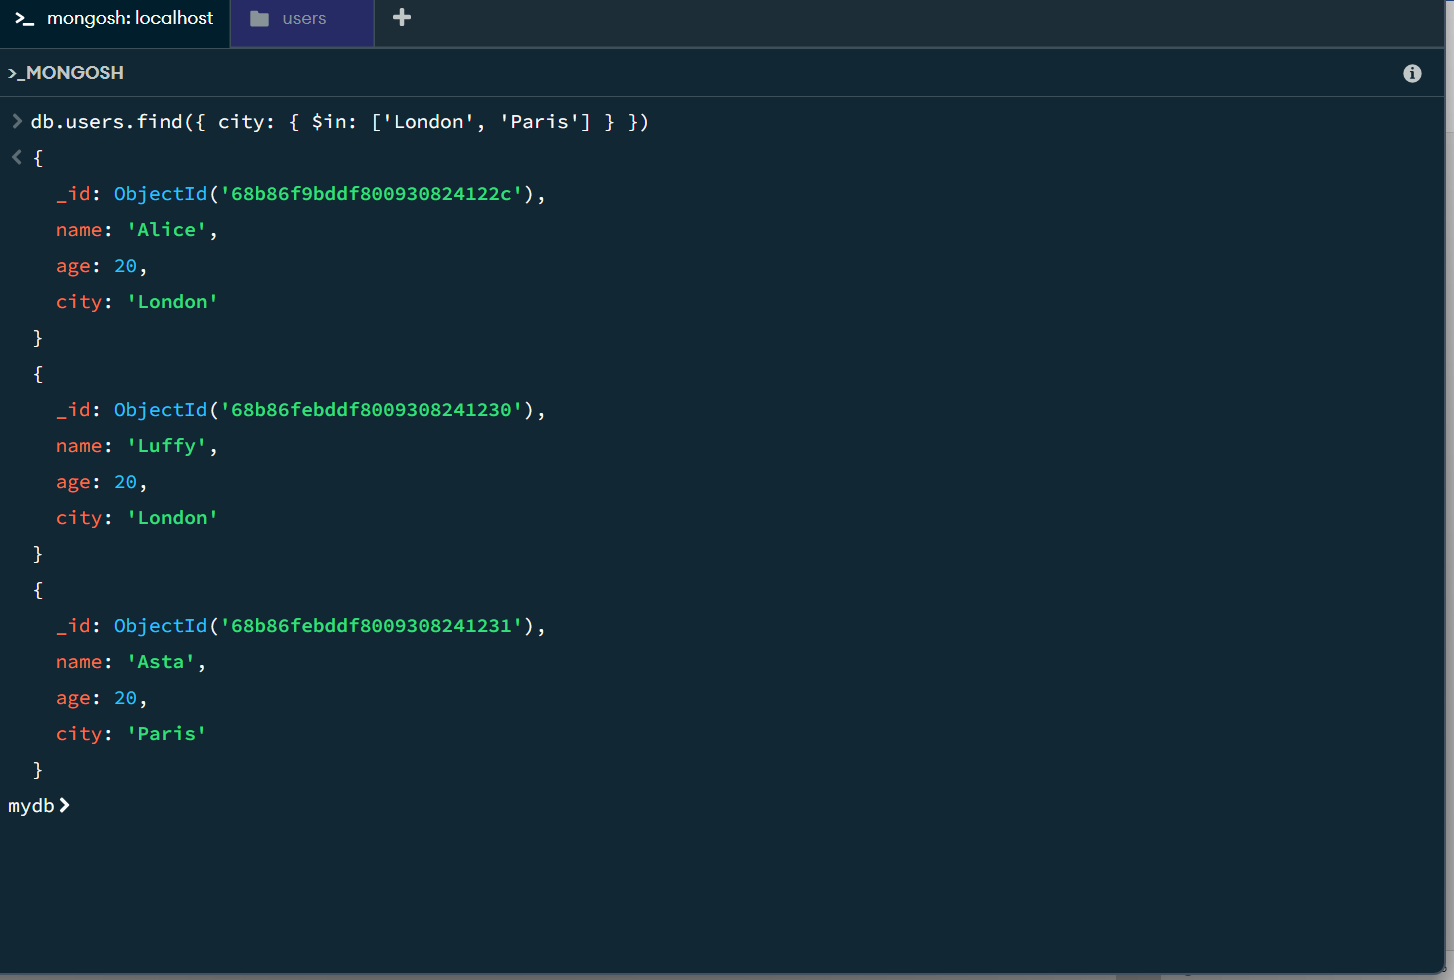 mongosh: localhost
users
>_MONGOSH
db.users.find({ city: { $in: ['London', 'Paris'] } })
{
_id: ObjectId('68b86f9bddf800930824122c'),
name: 'Alice',
age: 20,
city: 'London'
}
{
_id: ObjectId('68b86febddf8009308241230'),
name: 'Luffy',
age: 20,
city: 'London'
}
{
_id: ObjectId('68b86febddf8009308241231'),
name: 'Asta',
age: 20,
city: 'Paris'
}
mydb>